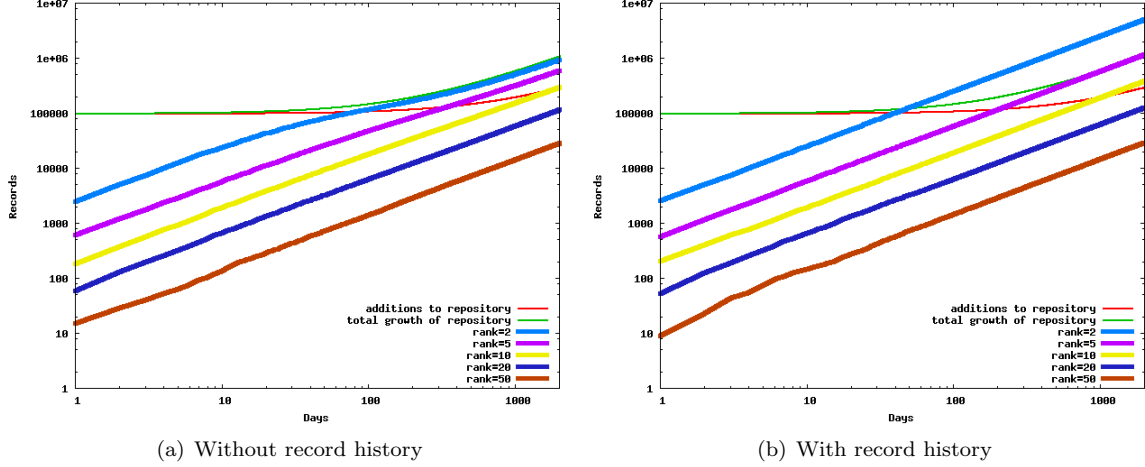 1e+07
1e+06
100000
10000
1000
100
10
1
Records
1 10 100 1000
Days
additions to repository
total growth of repository
rank=2
rank=5
rank=10
rank=20
rank=50
(a) Without record history
1e+07
1e+06
100000
10000
1000
100
10
1
Records
1 10 100 1000
Days
additions to repository
total growth of repository
rank=2
rank=5
rank=10
rank=20
rank=50
(b) With record history